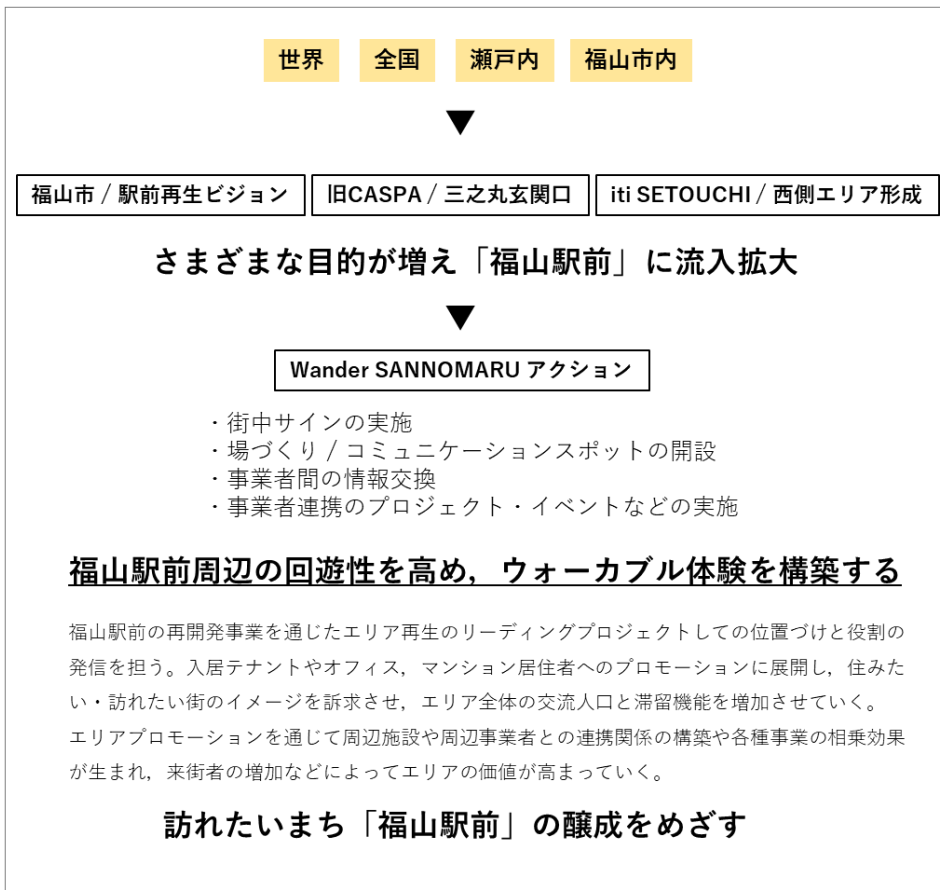 世界 全国 瀬戸内 福山市内
▼
福山市 / 駅前再生ビジョン 旧CASPA / 三之丸玄関口 iti SETOUCHI / 西側エリア形成
さまざまな目的が増え「福山駅前」に流入拡大
▼
Wander SANNOMARU アクション
・街中サインの実施
・場づくり / コミュニケーションスポットの開設
・事業者間の情報交換
・事業者連携のプロジェクト・イベントなどの実施
福山駅前周辺の回遊性を高め，ウォーカブル体験を構築する
福山駅前の再開発事業を通じたエリア再生のリーディングプロジェクトしての位置づけと役割の
発信を担う。入居テナントやオフィス，マンション居住者へのプロモーションに展開し，住みた
い・訪れたい街のイメージを訴求させ，エリア全体の交流人口と滞留機能を増加させていく。
エリアプロモーションを通じて周辺施設や周辺事業者との連携関係の構築や各種事業の相乗効果
が生まれ，来街者の増加などによってエリアの価値が高まっていく。
訪れたいまち「福山駅前」の醸成をめざす